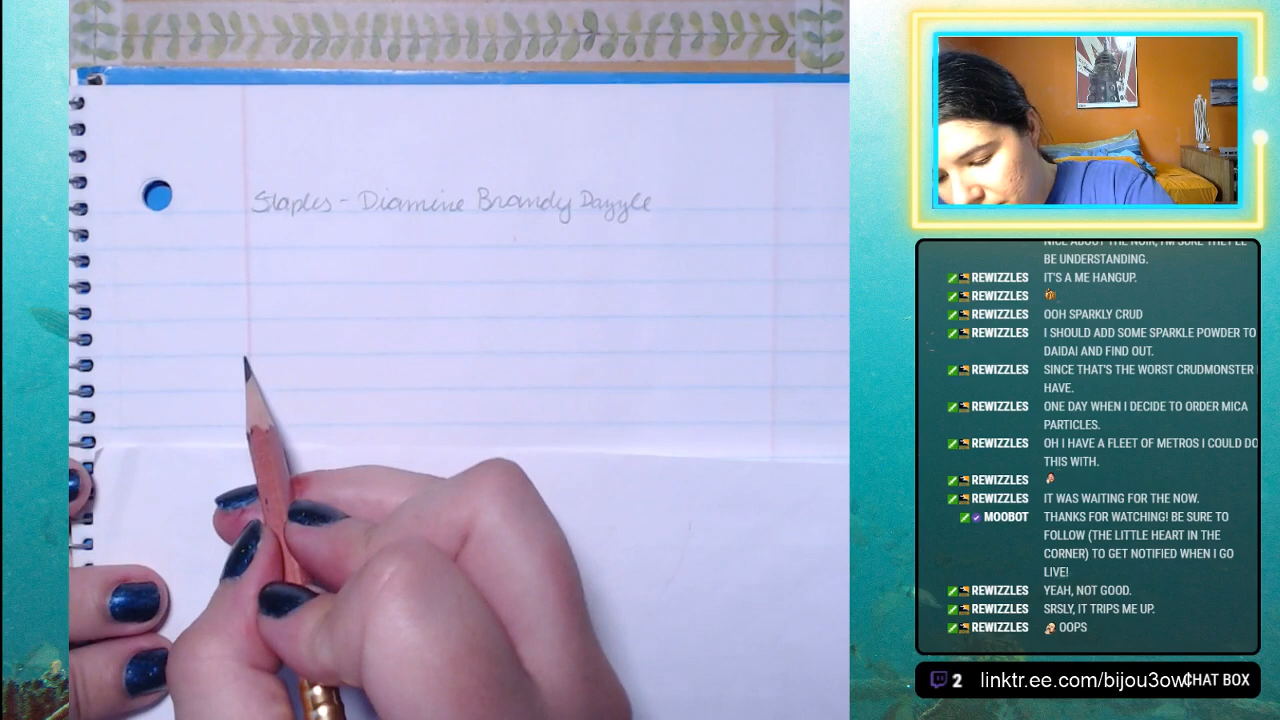 Staples - Diamine Brandy Dazzle
NICE ABOUT THE NOIR, I'M SURE THEY'LL
BE UNDERSTANDING.
REWIZZLES IT'S A ME HANGUP.
REWIZZLES
REWIZZLES OOH SPARKLY CRUD
REWIZZLES I SHOULD ADD SOME SPARKLE POWDER TO
DAIDAI AND FIND OUT.
REWIZZLES SINCE THAT'S THE WORST CRUDMONSTER I
HAVE.
REWIZZLES ONE DAY WHEN I DECIDE TO ORDER MICA
PARTICLES.
REWIZZLES OH I HAVE A FLEET OF METROS I COULD DO
THIS WITH.
REWIZZLES
REWIZZLES IT WAS WAITING FOR THE NOW.
MOOBOT THANKS FOR WATCHING! BE SURE TO
FOLLOW (THE LITTLE HEART IN THE
CORNER) TO GET NOTIFIED WHEN I GO
LIVE!
REWIZZLES YEAH, NOT GOOD.
REWIZZLES SRSLY, IT TRIPS ME UP.
REWIZZLES OOPS
2 linktr.ee.com/bijou3ow CHAT BOX